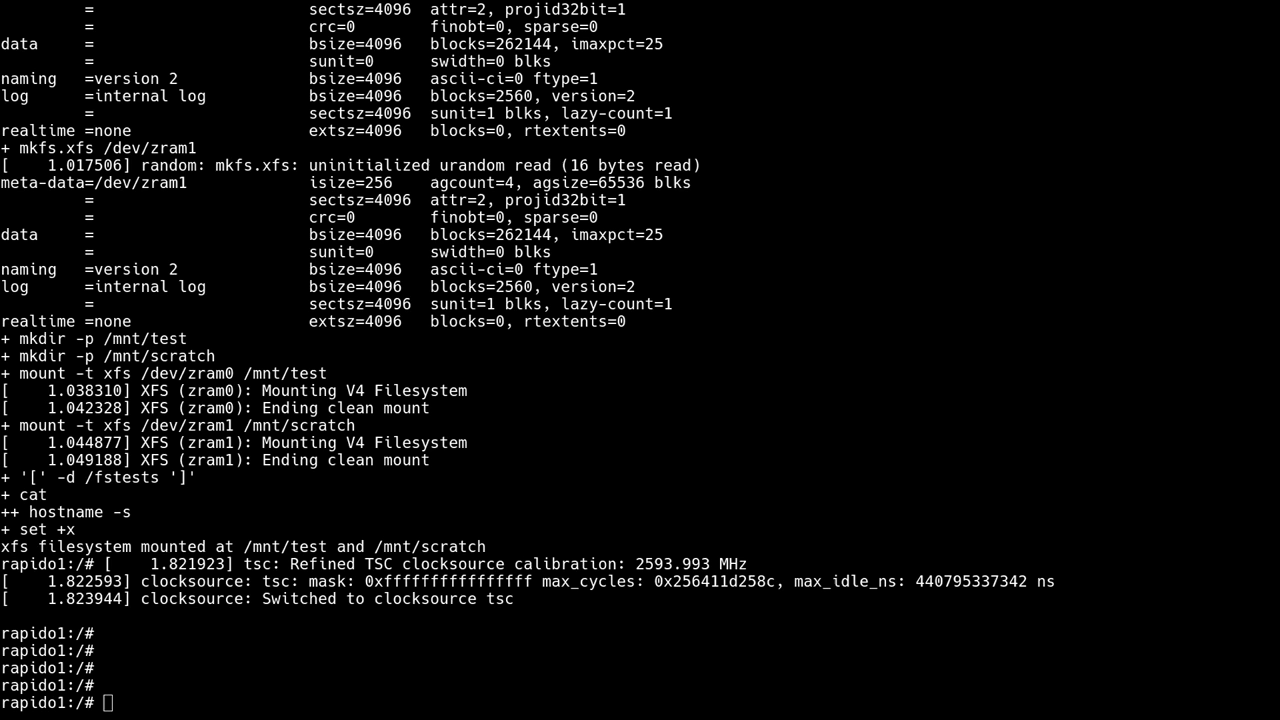 =                       sectsz=4096   attr=2, projid32bit=1
         =                       crc=0         finobt=0, sparse=0
data     =                       bsize=4096   blocks=262144, imaxpct=25
         =                       sunit=0      swidth=0 blks
naming   =version 2              bsize=4096   ascii-ci=0 ftype=1
log      =internal log           bsize=4096   blocks=2560, version=2
         =                       sectsz=4096  sunit=1 blks, lazy-count=1
realtime =none                   extsz=4096   blocks=0, rtextents=0
+ mkfs.xfs /dev/zram1
[    1.017506] random: mkfs.xfs: uninitialized urandom read (16 bytes read)
meta-data=/dev/zram1             isize=256    agcount=4, agsize=65536 blks
         =                       sectsz=4096  attr=2, projid32bit=1
         =                       crc=0        finobt=0, sparse=0
data     =                       bsize=4096   blocks=262144, imaxpct=25
         =                       sunit=0      swidth=0 blks
naming   =version 2              bsize=4096   ascii-ci=0 ftype=1
log      =internal log           bsize=4096   blocks=2560, version=2
         =                       sectsz=4096  sunit=1 blks, lazy-count=1
realtime =none                   extsz=4096   blocks=0, rtextents=0
+ mkdir -p /mnt/test
+ mkdir -p /mnt/scratch
+ mount -t xfs /dev/zram0 /mnt/test
[    1.038310] XFS (zram0): Mounting V4 Filesystem
[    1.042328] XFS (zram0): Ending clean mount
+ mount -t xfs /dev/zram1 /mnt/scratch
[    1.044877] XFS (zram1): Mounting V4 Filesystem
[    1.049188] XFS (zram1): Ending clean mount
+ '[' -d /fstests ']'
+ cat
++ hostname -s
+ set +x
xfs filesystem mounted at /mnt/test and /mnt/scratch
rapido1:/# [    1.821923] tsc: Refined TSC clocksource calibration: 2593.993 MHz
[    1.822593] clocksource: tsc: mask: 0xffffffffffffffff max_cycles: 0x256411d258c, max_idle_ns: 440795337342 ns
[    1.823944] clocksource: Switched to clocksource tsc

rapido1:/#
rapido1:/#
rapido1:/#
rapido1:/#
rapido1:/#